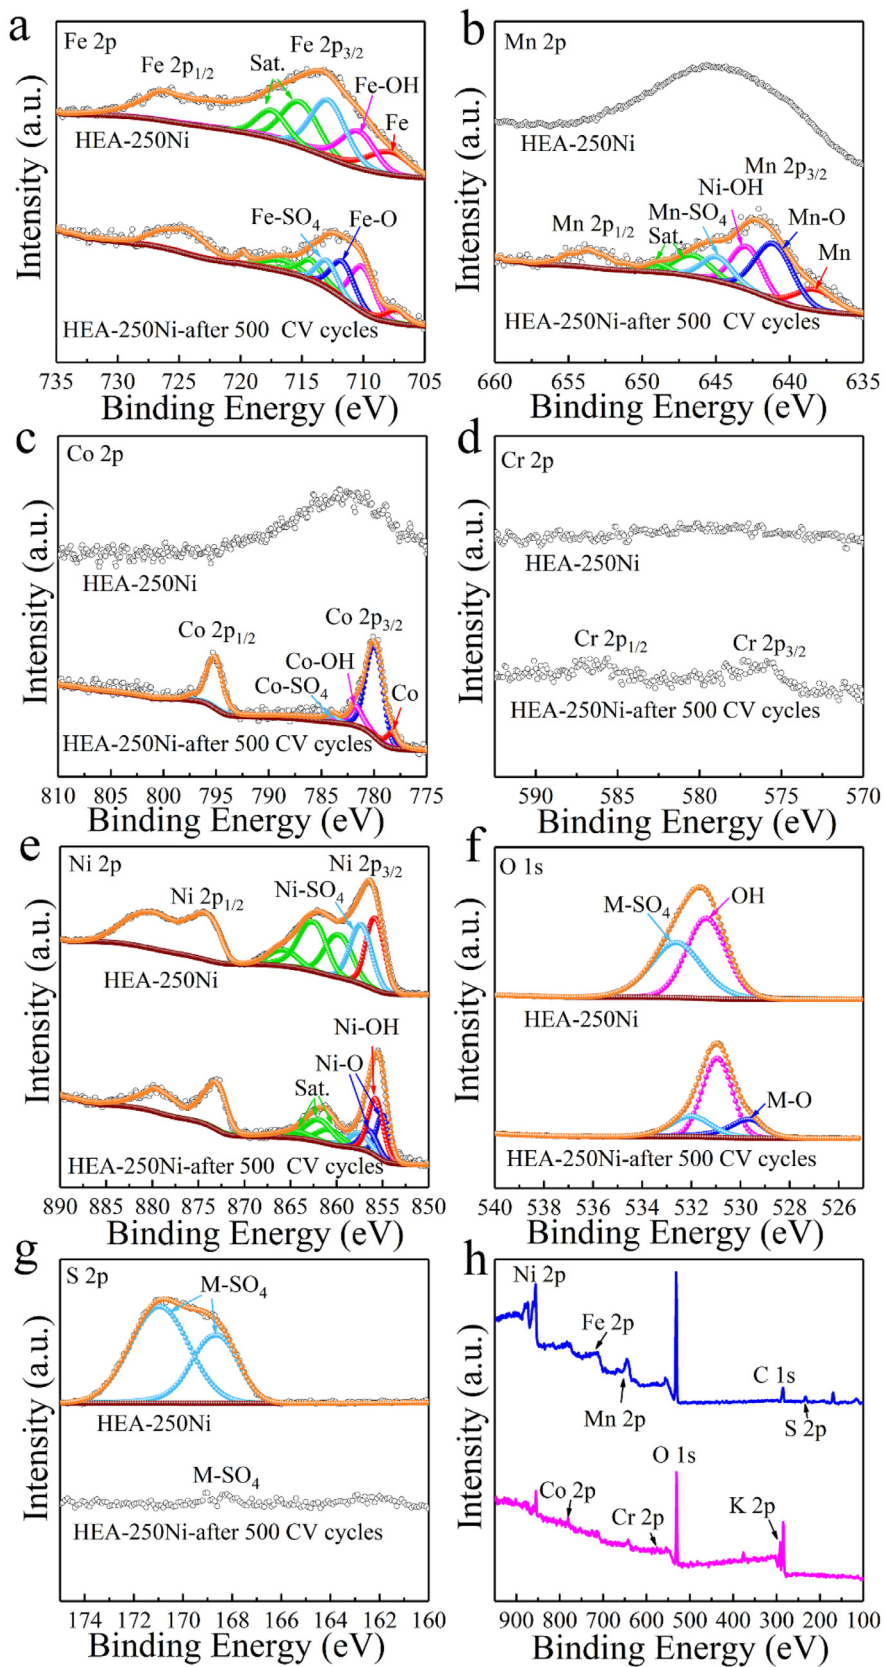 a
Fe 2p
Fe 2p1/2
Sat.
Fe 2p3/2
Fe-OH
Fe
HEA-250Ni
Fe-SO4
Fe-O
HEA-250Ni-after 500 CV cycles
Intensity (a.u.)
735 730 725 720 715 710 705
Binding Energy (eV)
b
Mn 2p
HEA-250Ni
Mn 2p3/2
Ni-OH
Mn 2p1/2
Mn-SO4
Mn-O
Sat.
Mn
HEA-250Ni-after 500 CV cycles
Intensity (a.u.)
660 655 650 645 640 635
Binding Energy (eV)
c
Co 2p
HEA-250Ni
Co 2p1/2
Co 2p3/2
Co-OH
Co-SO4
Co
HEA-250Ni-after 500 CV cycles
Intensity (a.u.)
810 805 800 795 790 785 780 775
Binding Energy (eV)
d
Cr 2p
HEA-250Ni
Cr 2p1/2
Cr 2p3/2
HEA-250Ni-after 500 CV cycles
Intensity (a.u.)
590 585 580 575 570
Binding Energy (eV)
e
Ni 2p
Ni 2p1/2
Ni 2p3/2
Ni-SO4
HEA-250Ni
Ni-OH
Ni-O
Sat.
HEA-250Ni-after 500 CV cycles
Intensity (a.u.)
890 885 880 875 870 865 860 855 850
Binding Energy (eV)
f
O 1s
M-SO4
OH
HEA-250Ni
M-O
HEA-250Ni-after 500 CV cycles
Intensity (a.u.)
540 538 536 534 532 530 528 526
Binding Energy (eV)
g
S 2p
M-SO4
HEA-250Ni
M-SO4
HEA-250Ni-after 500 CV cycles
Intensity (a.u.)
174 172 170 168 166 164 162 160
Binding Energy (eV)
h
Ni 2p
Fe 2p
Mn 2p
C 1s
S 2p
O 1s
Co 2p
Cr 2p
K 2p
Intensity (a.u.)
900 800 700 600 500 400 300 200 100
Binding Energy (eV)